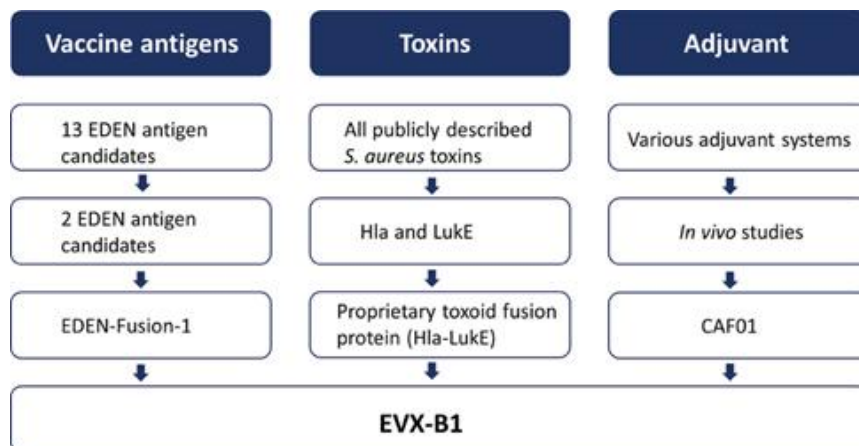 Vaccine antigens
Toxins
Adjuvant
13 EDEN antigen
candidates
All publicly described
S. aureus toxins
Various adjuvant systems
2 EDEN antigen
candidates
Hla and LukE
In vivo studies
EDEN-Fusion-1
Proprietary toxoid fusion
protein (Hla-LukE)
CAF01
EVX-B1